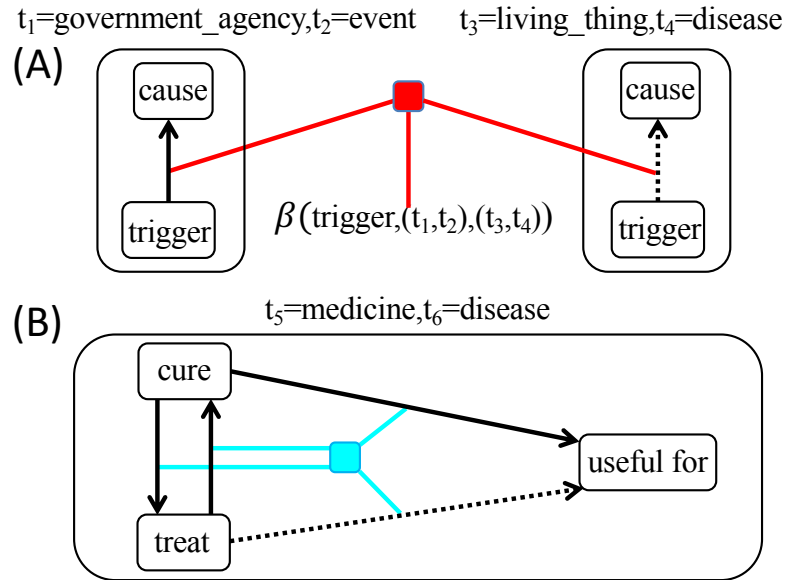 t₁=government_agency,t₂=event t₃=living_thing,t₄=disease
(A)
cause cause
β(trigger,(t₁,t₂),(t₃,t₄))
trigger trigger
(B) t₅=medicine,t₆=disease
cure
useful for
treat